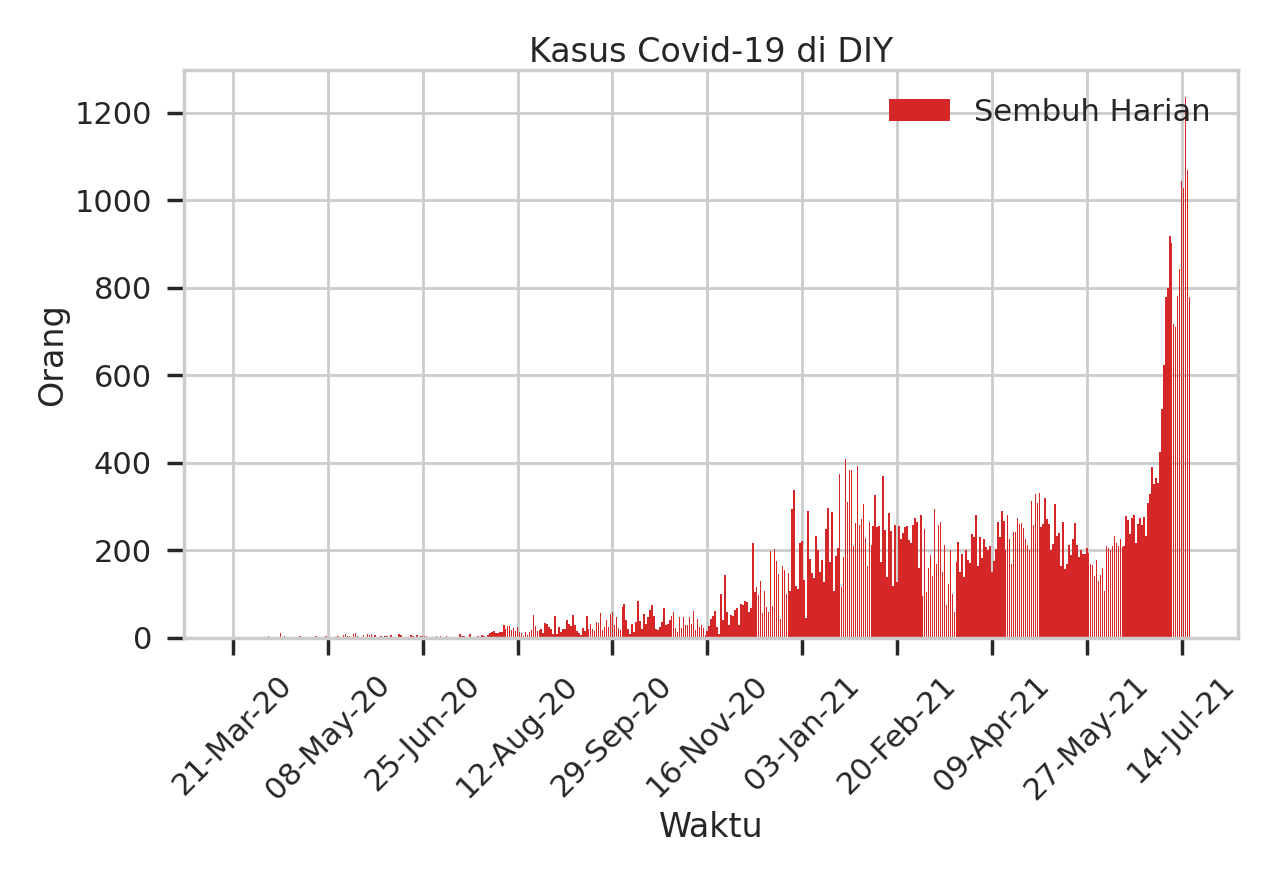 Kasus Covid-19 di DIY
Sembuh Harian
1200
1000
800
600
400
200
0
Orang
21-Mar-20
08-May-20
25-Jun-20
12-Aug-20
29-Sep-20
16-Nov-20
03-Jan-21
20-Feb-21
09-Apr-21
27-May-21
14-Jul-21
Waktu